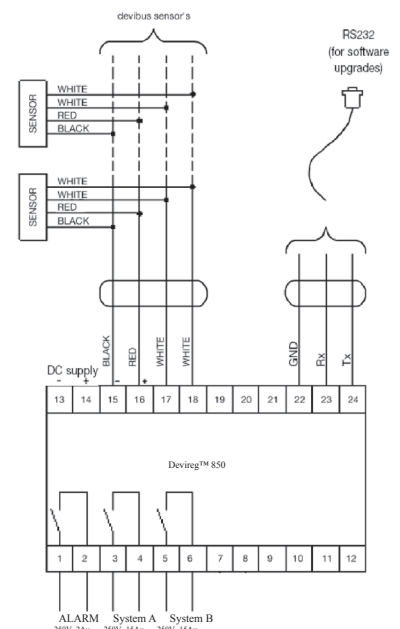 devibus sensor's
RS232
(for software
upgrades)
SENSOR
WHITE
WHITE
RED
BLACK
SENSOR
WHITE
WHITE
RED
BLACK
BLACK
RED
WHITE
WHITE
GND
Rx
Tx
DC supply
- + - +
13 14 15 16 17 18 19 20 21 22 23 24
Devireg™ 850
1 2 3 4 5 6 7 8 9 10 11 12
ALARM System A System B